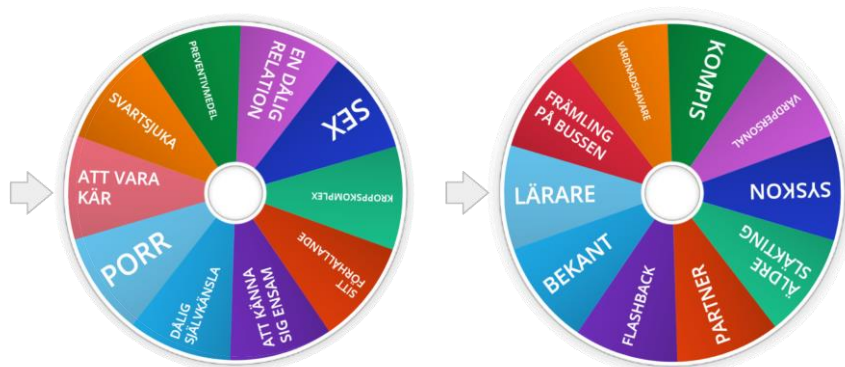 PREVENTIVMEDEL
EN DÅLIG
RELATION
SEX
KROPPSKOMPLEX
SITT
FÖRHÅLLANDE
ATT KÄNNA
SIG ENSAM
DÅLIG
SJÄLVKÄNSLA
PORR
ATT VARA
KÄR
SVARTSJUKA
KOMPIS
VÅRDPERSONAL
SYSKON
ÄLDRE
SLÄKTING
PARTNER
FLASHBACK
BEKANT
LÄRARE
FRÄMLING
PÅ BUSSEN
VÅRDNADSHAVARE